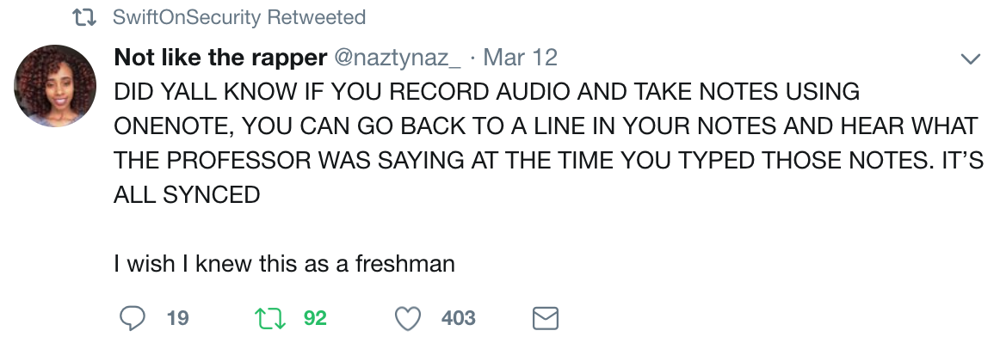 SwiftOnSecurity Retweeted
Not like the rapper @naztynaz_ · Mar 12
DID YALL KNOW IF YOU RECORD AUDIO AND TAKE NOTES USING
ONENOTE, YOU CAN GO BACK TO A LINE IN YOUR NOTES AND HEAR WHAT
THE PROFESSOR WAS SAYING AT THE TIME YOU TYPED THOSE NOTES. IT’S
ALL SYNCED
I wish I knew this as a freshman
19 92 403